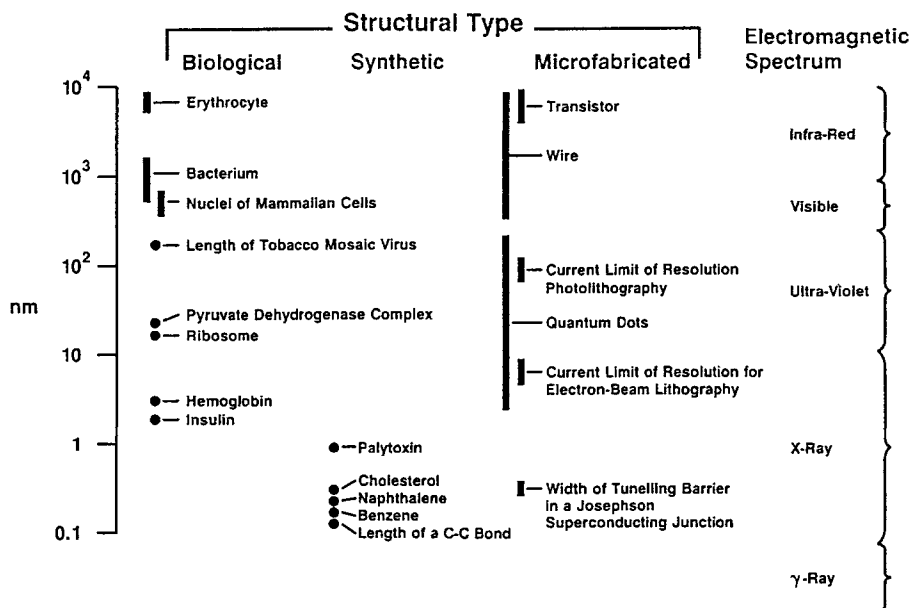 Structural Type
Electromagnetic
Spectrum
Biological
Synthetic
Microfabricated
10^4
10^3
10^2
10
1
0.1
nm
Erythrocyte
Bacterium
Nuclei of Mammalian Cells
Length of Tobacco Mosaic Virus
Pyruvate Dehydrogenase Complex
Ribosome
Hemoglobin
Insulin
Palytoxin
Cholesterol
Naphthalene
Benzene
Length of a C-C Bond
Transistor
Wire
Current Limit of Resolution
Photolithography
Quantum Dots
Current Limit of Resolution for
Electron-Beam Lithography
Width of Tunelling Barrier
in a Josephson
Superconducting Junction
Infra-Red
Visible
Ultra-Violet
X-Ray
γ-Ray